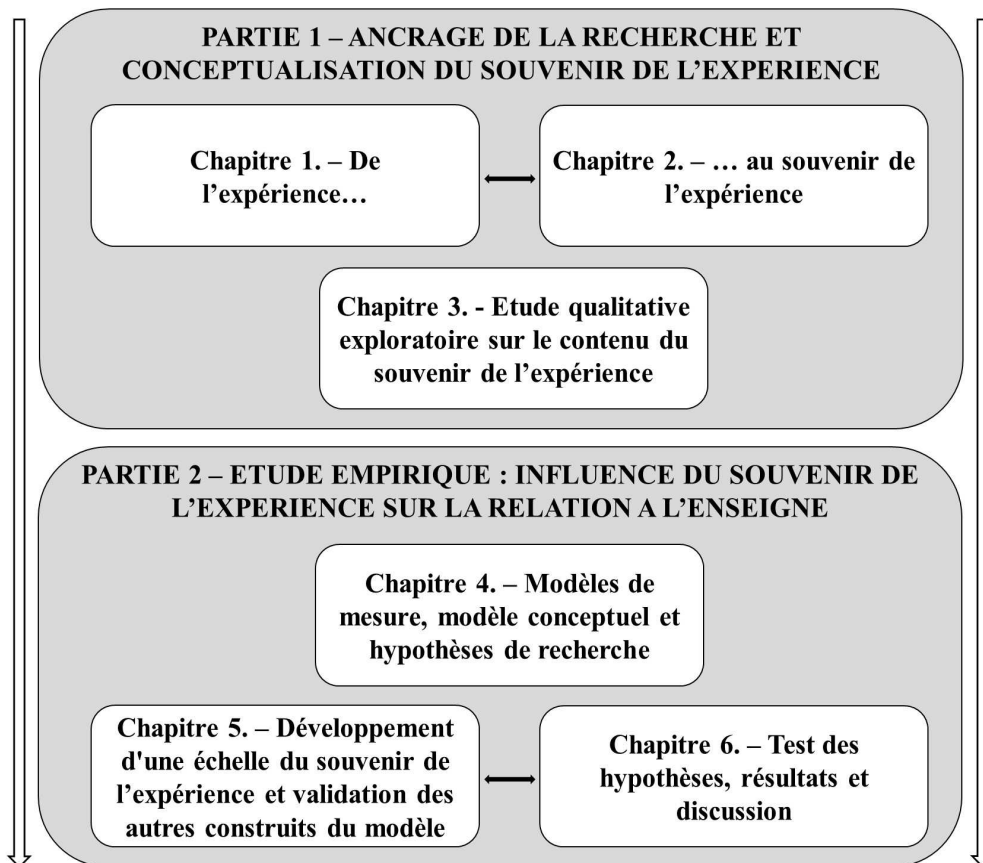 PARTIE 1 – ANCRAGE DE LA RECHERCHE ET
CONCEPTUALISATION DU SOUVENIR DE L’EXPERIENCE
Chapitre 1. – De
l’expérience…
Chapitre 2. – … au souvenir de
l’expérience
Chapitre 3. - Etude qualitative
exploratoire sur le contenu du
souvenir de l’expérience
PARTIE 2 – ETUDE EMPIRIQUE : INFLUENCE DU SOUVENIR DE
L’EXPERIENCE SUR LA RELATION A L’ENSEIGNE
Chapitre 4. – Modèles de
mesure, modèle conceptuel et
hypothèses de recherche
Chapitre 5. – Développement
d'une échelle du souvenir de
l’expérience et validation des
autres construits du modèle
Chapitre 6. – Test des
hypothèses, résultats et
discussion